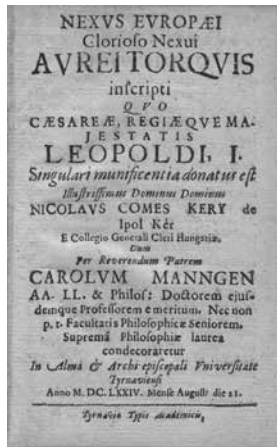 NEXVS EVROPÆI
Glorioso Nexui
AVREI TORQVIS
inscripti
QVO
CÆSAREÆ, REGIÆQVE MA-
JESTATIS
LEOPOLDI, I.
Singulari munificentia donatus est
Illustrissimus Dominus Dominus
NICOLAVS COMES KERY de
Ipol Kér
E Collegio Generali Cleri Hungariæ,
Dum
Per Reverendum Patrem
CAROLVM MANNGEN
AA. LL. & Philos: Doctorem ejus-
demque Professorem emeritum. Nec non
p. t. Facultatis Philosophicæ Seniorem,
Supremâ Philosophiæ laurea
condecoraretur
In Almâ & Archi episcopali Vniversitate
Tyrnaviensi
Anno M. DC. LXXIV. Mense Augusti die 21.
Tyrnaviæ Typis Academicis,